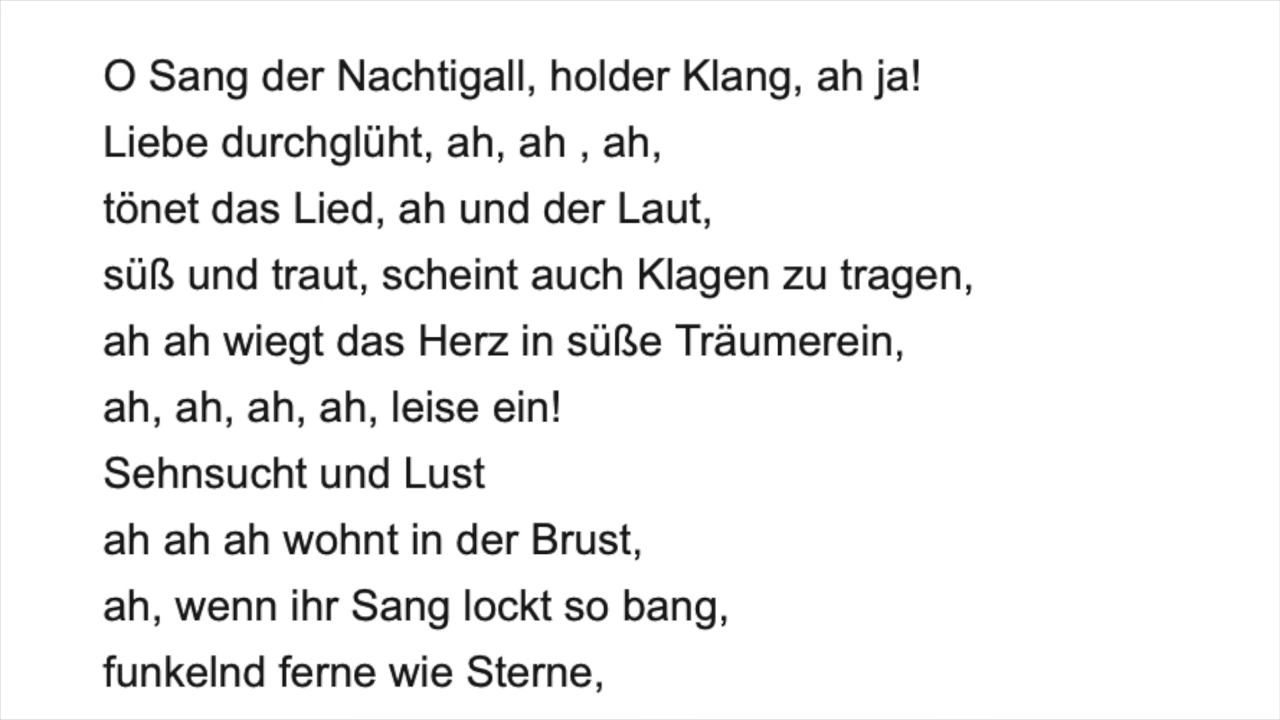 O Sang der Nachtigall, holder Klang, ah ja!
Liebe durchglüht, ah, ah , ah,
tönet das Lied, ah und der Laut,
süß und traut, scheint auch Klagen zu tragen,
ah ah wiegt das Herz in süße Träumerein,
ah, ah, ah, ah, leise ein!
Sehnsucht und Lust
ah ah ah wohnt in der Brust,
ah, wenn ihr Sang lockt so bang,
funkelnd ferne wie Sterne,